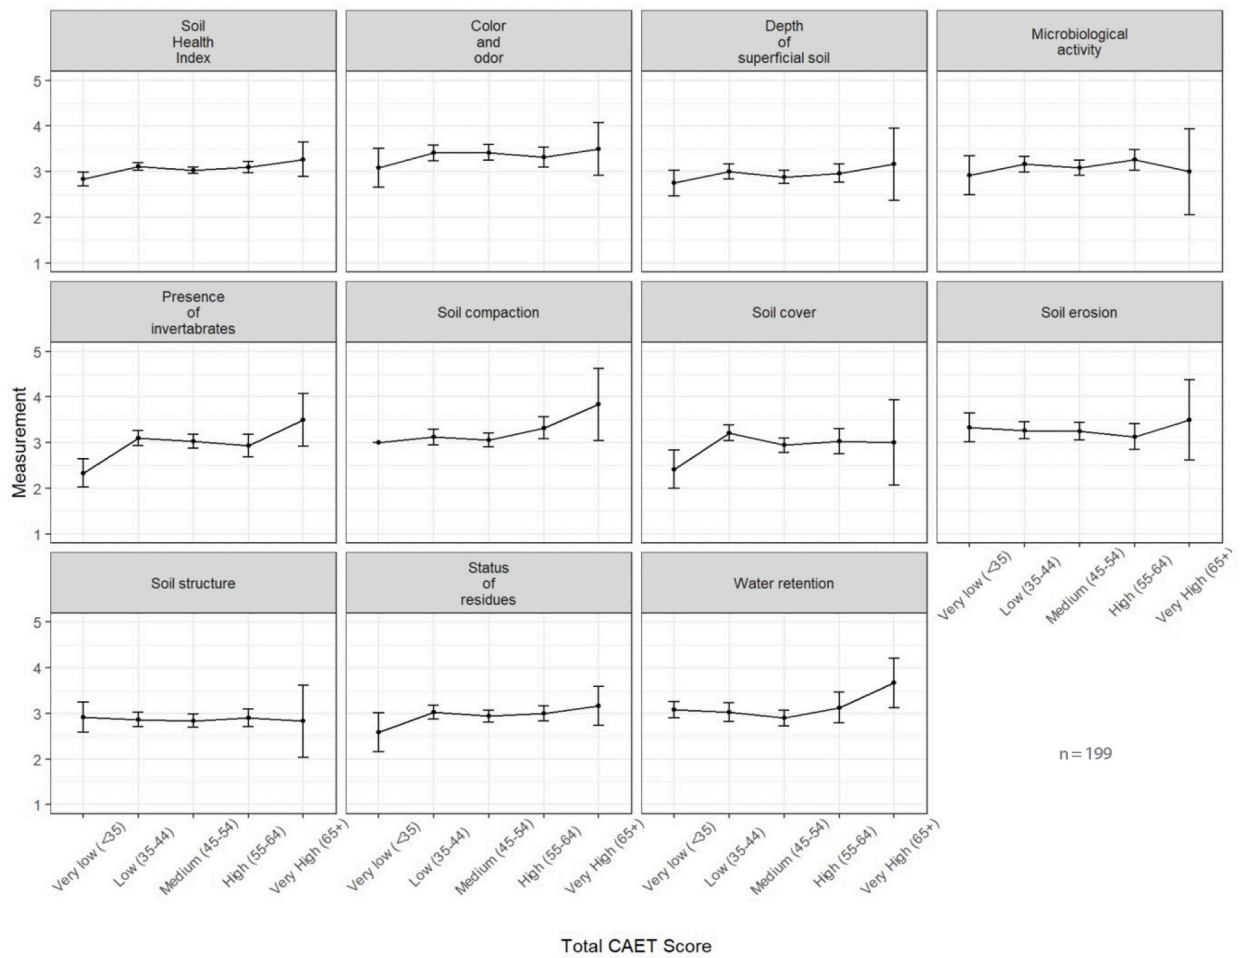 Soil
Health
Index
Color
and
odor
Depth
of
superficial soil
Microbiological
activity
5
4
3
2
1
Presence
of
invertabrates
Soil compaction
Soil cover
Soil erosion
Measurement
5
4
3
2
1
Very low (<35)
Low (35-44)
Medium (45-54)
High (55-64)
Very High (65+)
Soil structure
Status
of
residues
Water retention
5
4
3
2
1
n=199
Very low (<35)
Low (35-44)
Medium (45-54)
High (55-64)
Very High (65+)
Very low (<35)
Low (35-44)
Medium (45-54)
High (55-64)
Very High (65+)
Very low (<35)
Low (35-44)
Medium (45-54)
High (55-64)
Very High (65+)
Total CAET Score